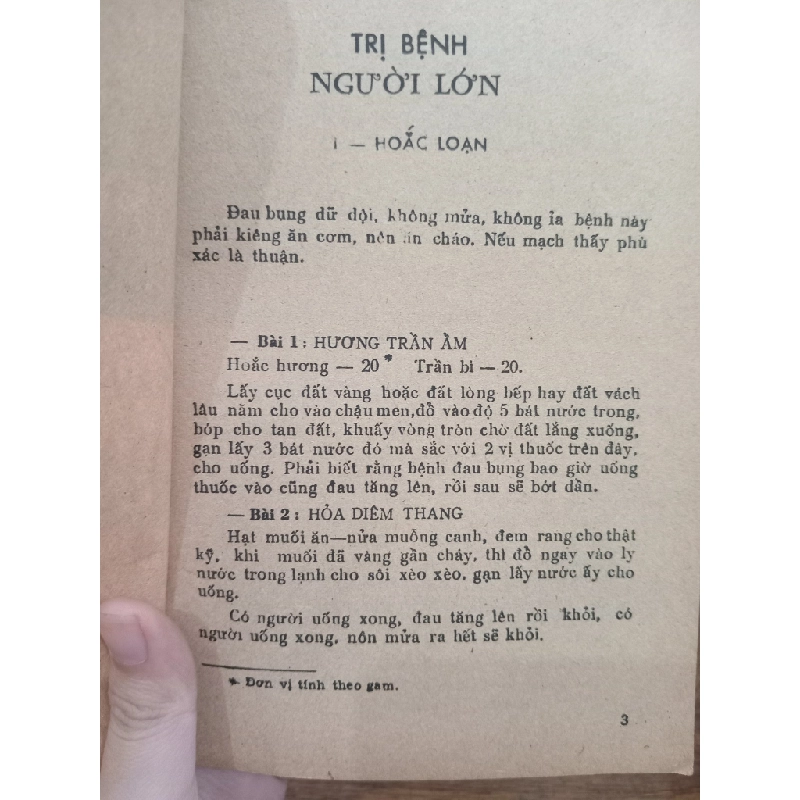 TRỊ BỆNH
NGƯỜI LỚN
I — HOẮC LOẠN
Đau bụng dữ dội, không mửa, không ỉa bệnh này
phải kiêng ăn cơm, nên ăn cháo. Nếu mạch thấy phù
xác là thuận.
— Bài 1 : HƯƠNG TRẦN ẨM
Hoắc hương — 20 * Trần bì — 20.
Lấy cục đất vàng hoặc đất lòng bếp hay đất vách
lâu năm cho vào chậu men,đổ vào độ 5 bát nước trong,
bóp cho tan đất, khuấy vòng tròn chờ đất lắng xuống,
gạn lấy 3 bát nước đó mà sắc với 2 vị thuốc trên đây,
cho uống. Phải biết rằng bệnh đau bụng bao giờ uống
thuốc vào cũng đau tăng lên, rồi sau sẽ bớt dần.
— Bài 2 : HỎA DIÊM THANG
Hạt muối ăn—nửa muỗng canh, đem rang cho thật
kỹ, khi muối đã vàng gần cháy, thì đổ ngay vào ly
nước trong lạnh cho sôi xèo xèo, gạn lấy nước ấy cho
uống.
Có người uống xong, đau tăng lên rồi khỏi, có
người uống xong, nôn mửa ra hết sẽ khỏi.
* Đơn vị tính theo gam.
3